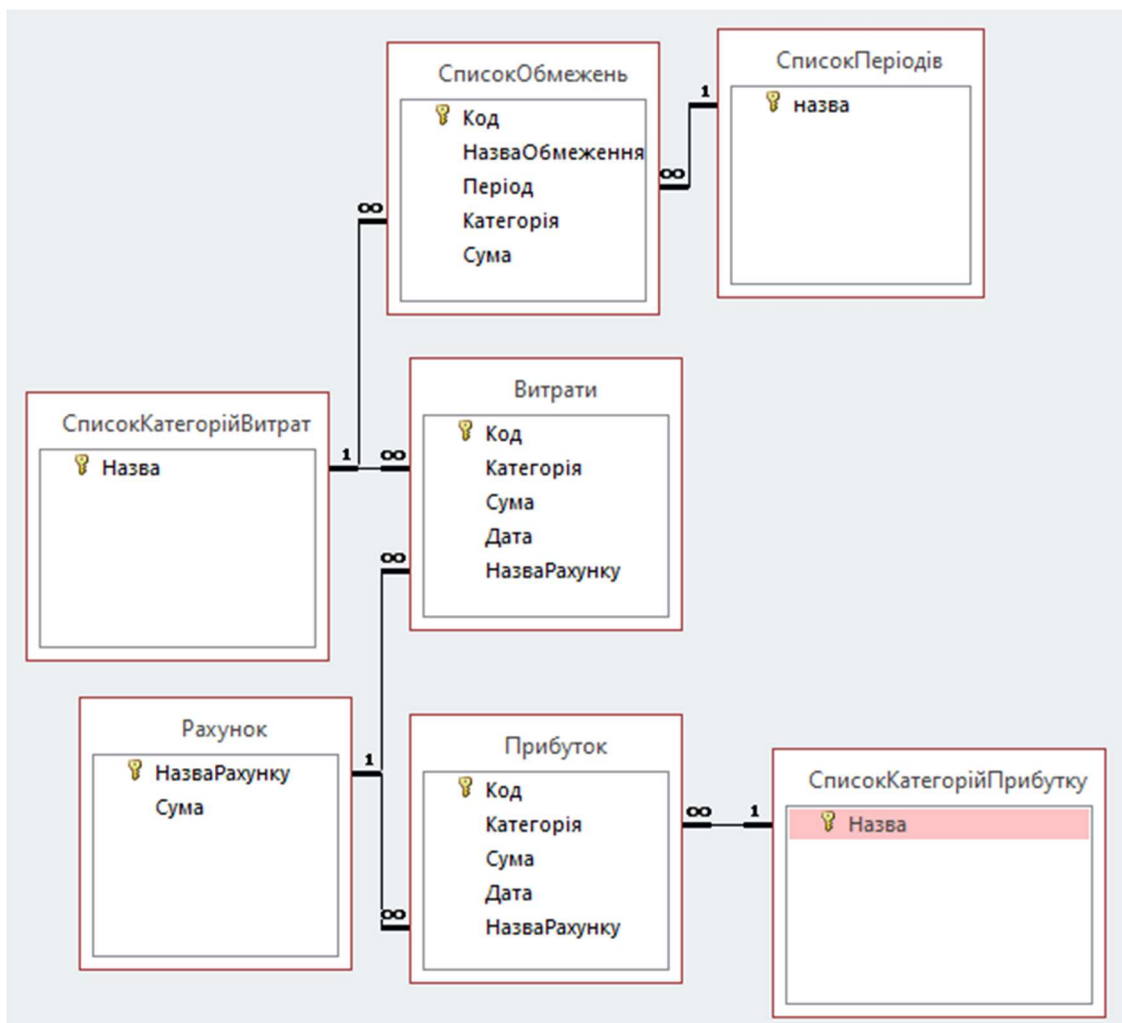 СписокОбмежень
Код
НазваОбмеження
Період
Категорія
Сума
СписокПеріодів
назва
1
∞
∞
СписокКатегорійВитрат
Назва
1
∞
Витрати
Код
Категорія
Сума
Дата
НазваРахунку
∞
Рахунок
НазваРахунку
Сума
1
∞
Прибуток
Код
Категорія
Сума
Дата
НазваРахунку
∞
1
СписокКатегорійПрибутку
Назва